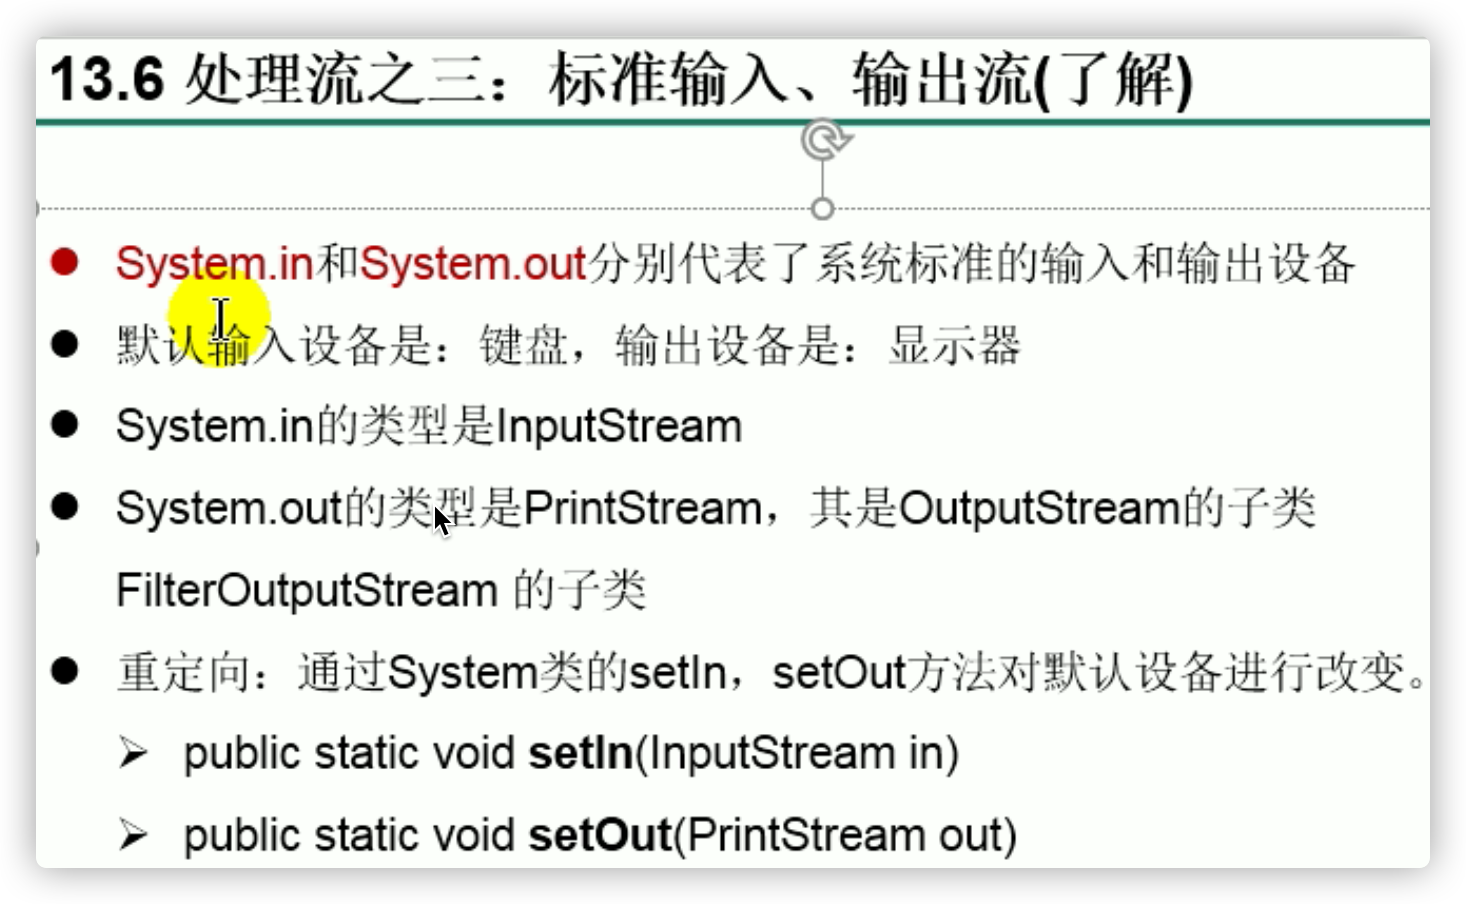 13.6 处理流之三：标准输入、输出流(了解)
System.in和System.out分别代表了系统标准的输入和输出设备
默认输入设备是：键盘，输出设备是：显示器
System.in的类型是InputStream
System.out的类型是PrintStream，其是OutputStream的子类
FilterOutputStream 的子类
重定向：通过System类的setIn，setOut方法对默认设备进行改变。
public static void setIn(InputStream in)
public static void setOut(PrintStream out)